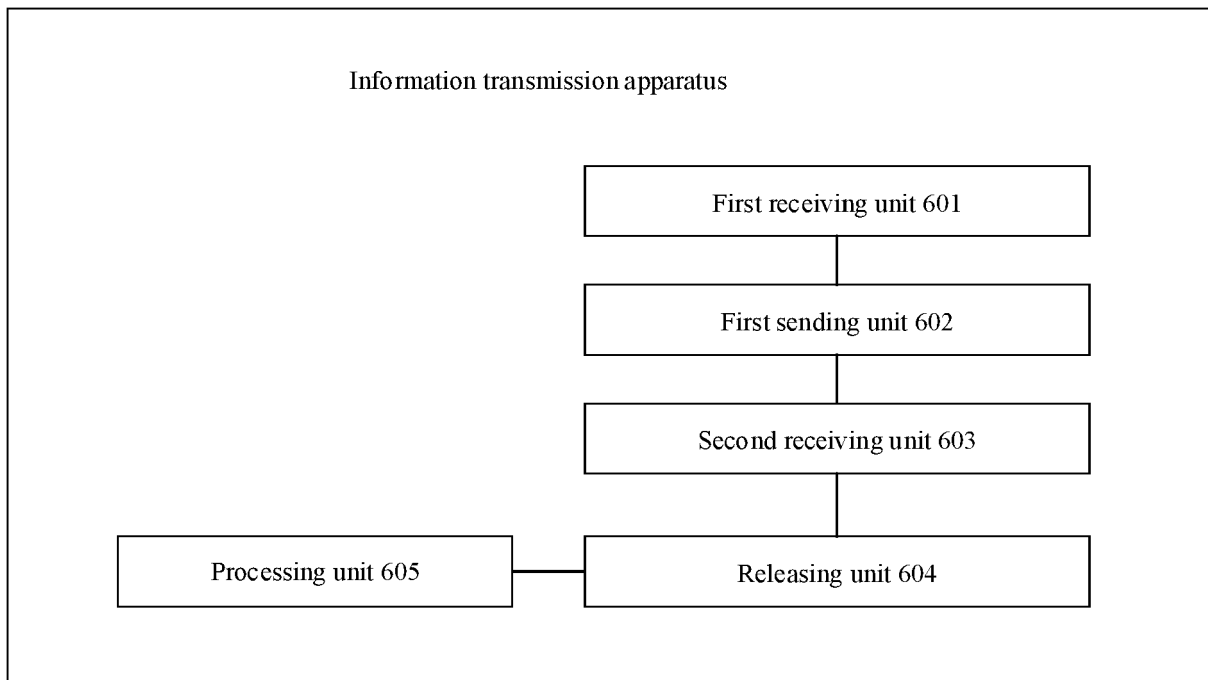 Information transmission apparatus
First receiving unit 601
First sending unit 602
Second receiving unit 603
Processing unit 605
Releasing unit 604